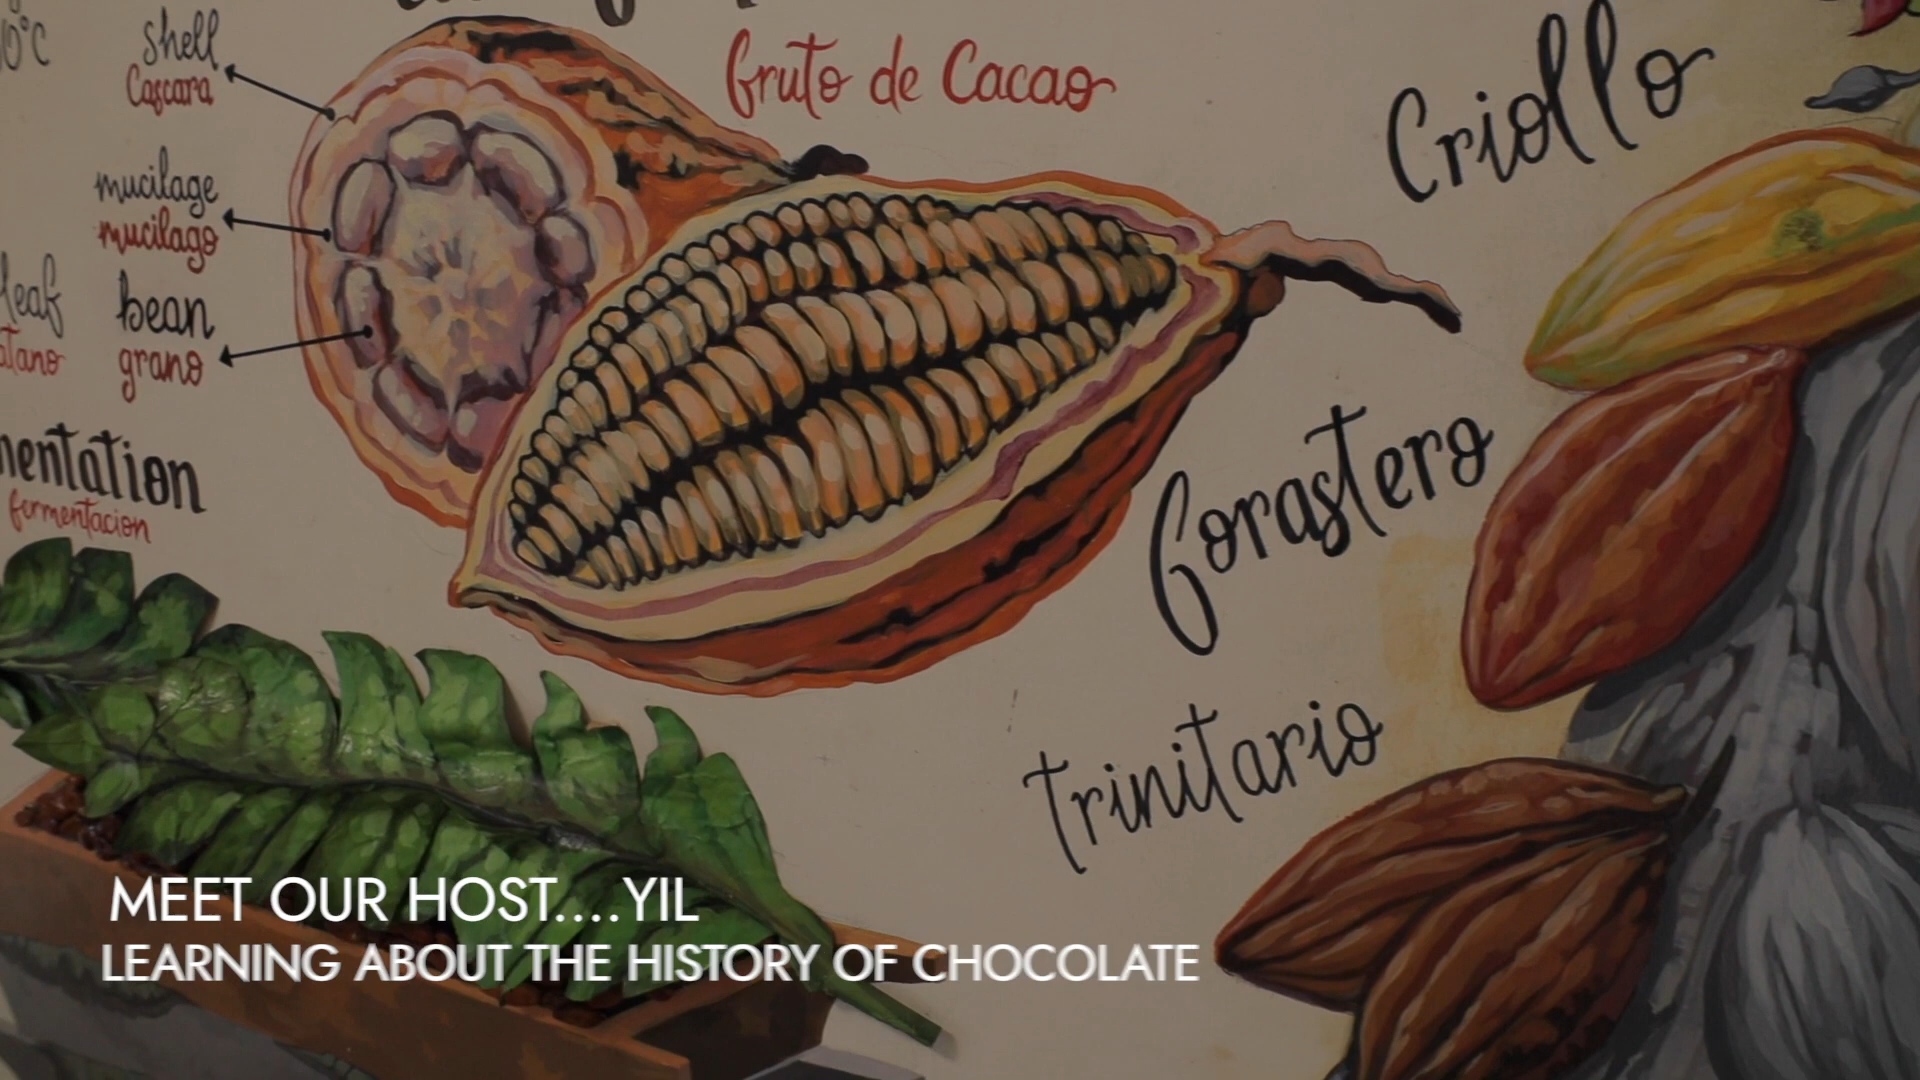 shell
Cascara
fruto de Cacao
Criollo
mucilage
mucilago
leaf
bean
grano
forastero
fermentacion
Trinitario
MEET OUR HOST....YIL
LEARNING ABOUT THE HISTORY OF CHOCOLATE